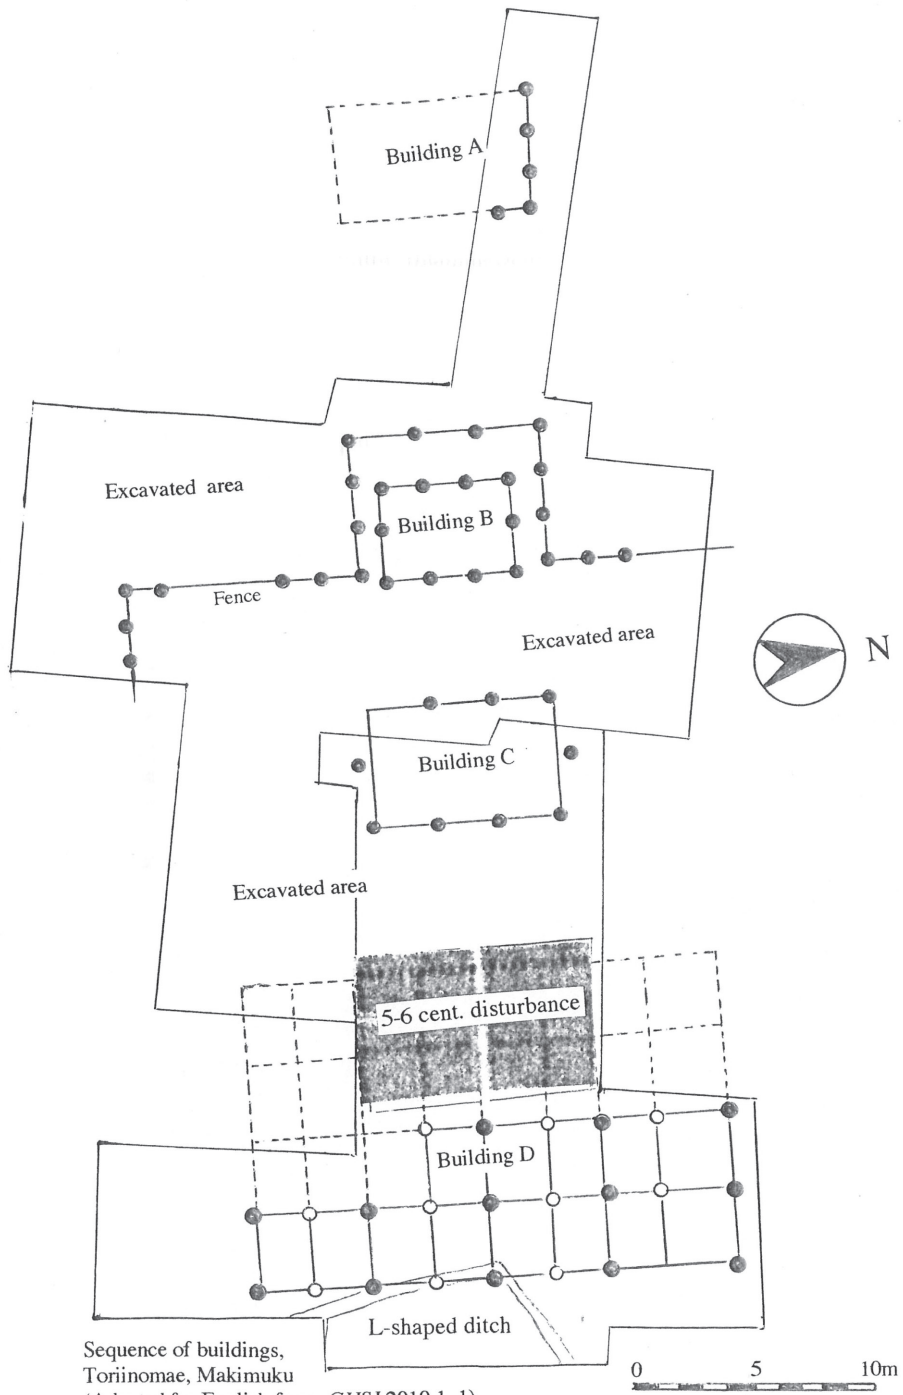 Building A
Excavated area
Building B
Fence
Excavated area
N
Building C
Excavated area
5-6 cent. disturbance
Building D
L-shaped ditch
Sequence of buildings,
Toriinomae, Makimuku
0 5 10m